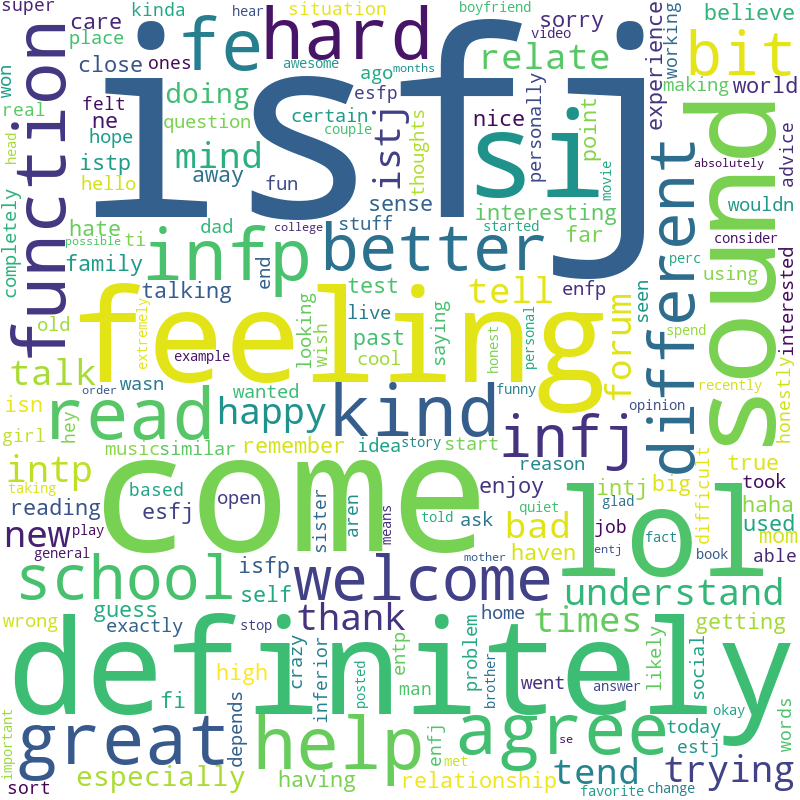 super
kinda
hear
situation
boyfriend
believe
care
place
fe
hard
sorry
video
experience
working
bit
close
ones
isfj
awesome
months
relate
making
world
won
function
felt
doing
ago
esfp
real
ne
question
certain
couple
nice
personally
point
sound
hope
mind
istj
thoughts
si
different
absolutely
advice
head
istp
hello
away
fun
movie
wouldn
hate
dad
sense
interesting
completely
possible
ti
college
stuff
started
far
consider
family
infp
end
better
perc
using
interested
talking
test
enfp
tell
seen
old
extremely
feeling
looking
wish
live
past
cool
saying
honest
personal
forum
spend
example
talk
wasn
order
wanted
funny
recently
honestly
isn
hey
read
happy
kind
infj
opinion
girl
musicsimilar
remember
idea
story
start
reason
true
intp
come
difficult
taking
based
open
enjoy
intj
big
took
reading
esfj
sister
aren
means
told
ask
quiet
glad
lol
haha
new
play
bad
job
used
mom
general
haven
entj
fact
book
able
school
isfp
welcome
mother
understand
self
guess
thank
home
times
getting
wrong
exactly
stop
definitely
crazy
inferior
problem
brother
likely
social
fi
high
posted
entp
man
went
answer
okay
words
important
great
depends
help
enfj
agree
se
today
estj
met
tend
trying
sort
especially
having
relationship
favorite
change